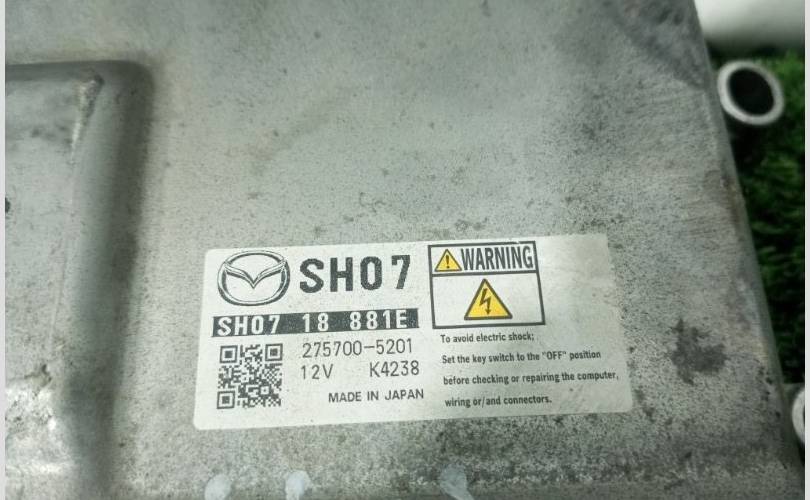 SH07
SH07 18 881E
275700-5201
12V K4238
MADE IN JAPAN
WARNING
To avoid electric shock;
Set the key switch to the "OFF" position
before checking or repairing the computer,
wiring or/and connectors.